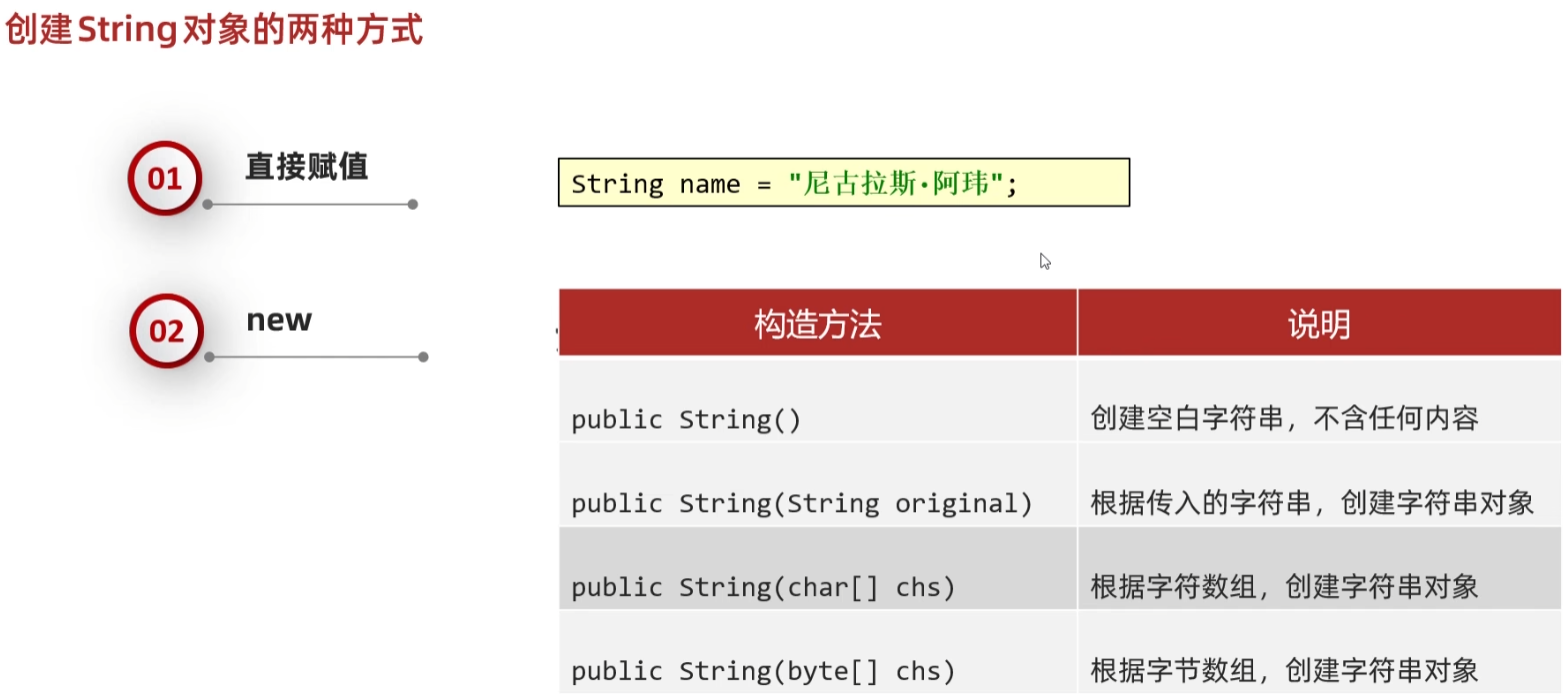 创建String对象的两种方式
01 直接赋值
String name = "尼古拉斯·阿玮";
02 new
构造方法 说明
public String() 创建空白字符串，不含任何内容
public String(String original) 根据传入的字符串，创建字符串对象
public String(char[] chs) 根据字符数组，创建字符串对象
public String(byte[] chs) 根据字节数组，创建字符串对象